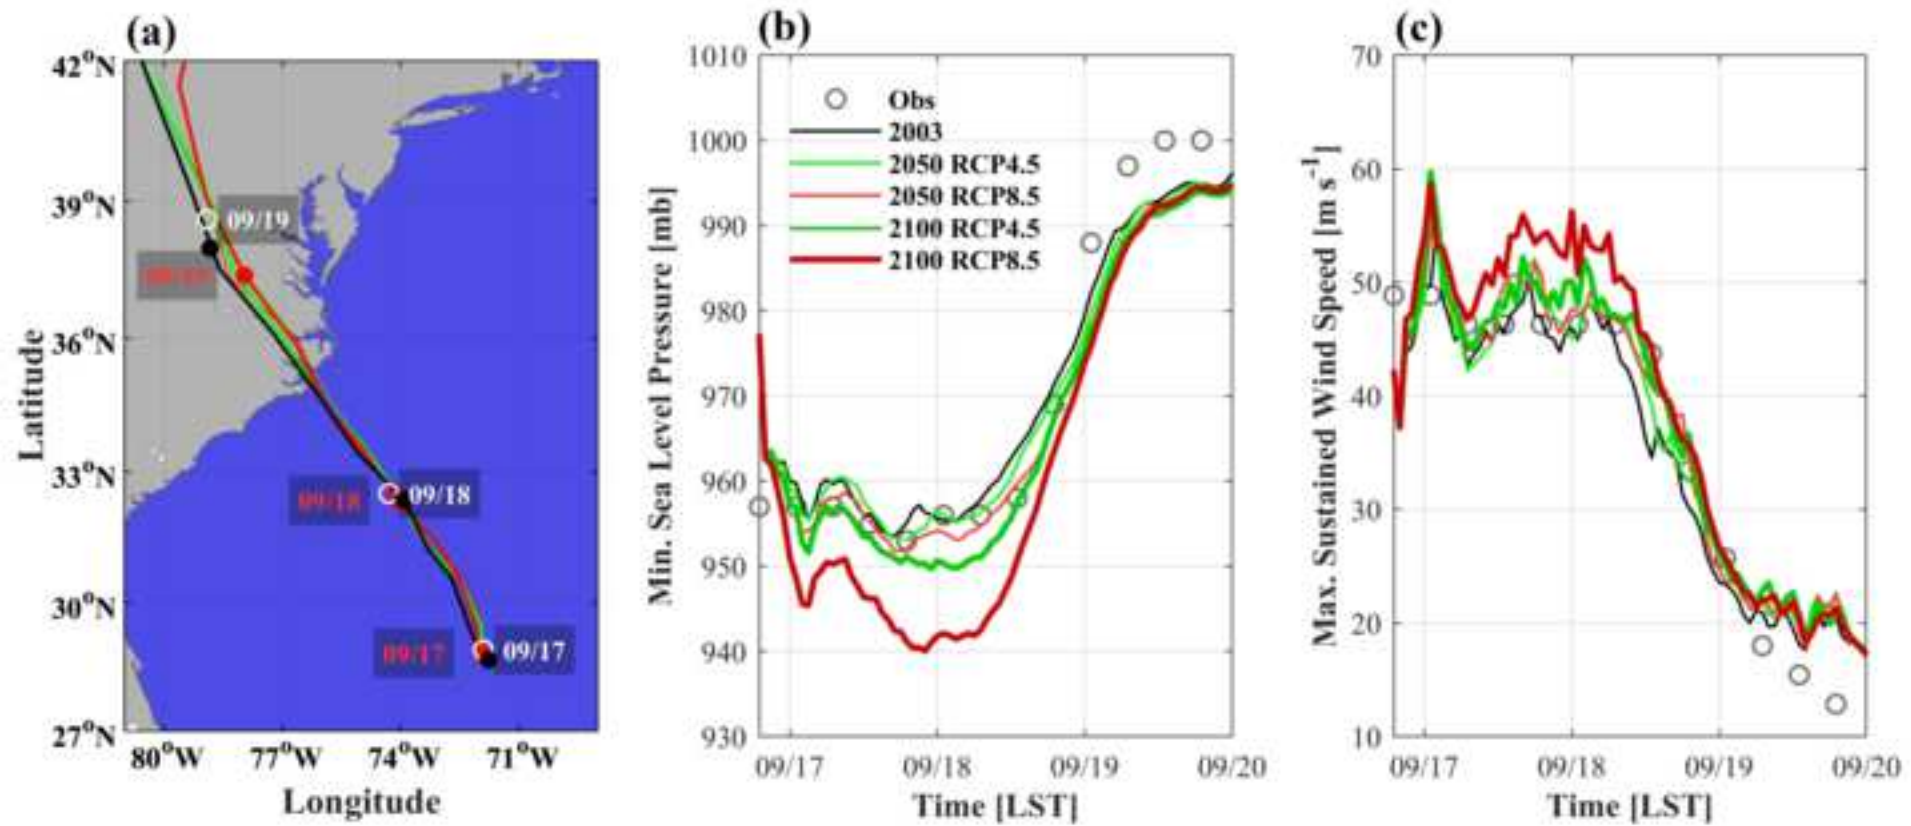 (a)
42°N
39°N
36°N
33°N
30°N
27°N
80°W 77°W 74°W 71°W
Latitude
Longitude
09/19
09/18
09/18
09/17
09/17
(b)
1010
1000
990
980
970
960
950
940
930
09/17 09/18 09/19 09/20
Min. Sea Level Pressure [mb]
Time [LST]
Obs
2003
2050 RCP4.5
2050 RCP8.5
2100 RCP4.5
2100 RCP8.5
(c)
70
60
50
40
30
20
10
09/17 09/18 09/19 09/20
Max. Sustained Wind Speed [m s⁻¹]
Time [LST]